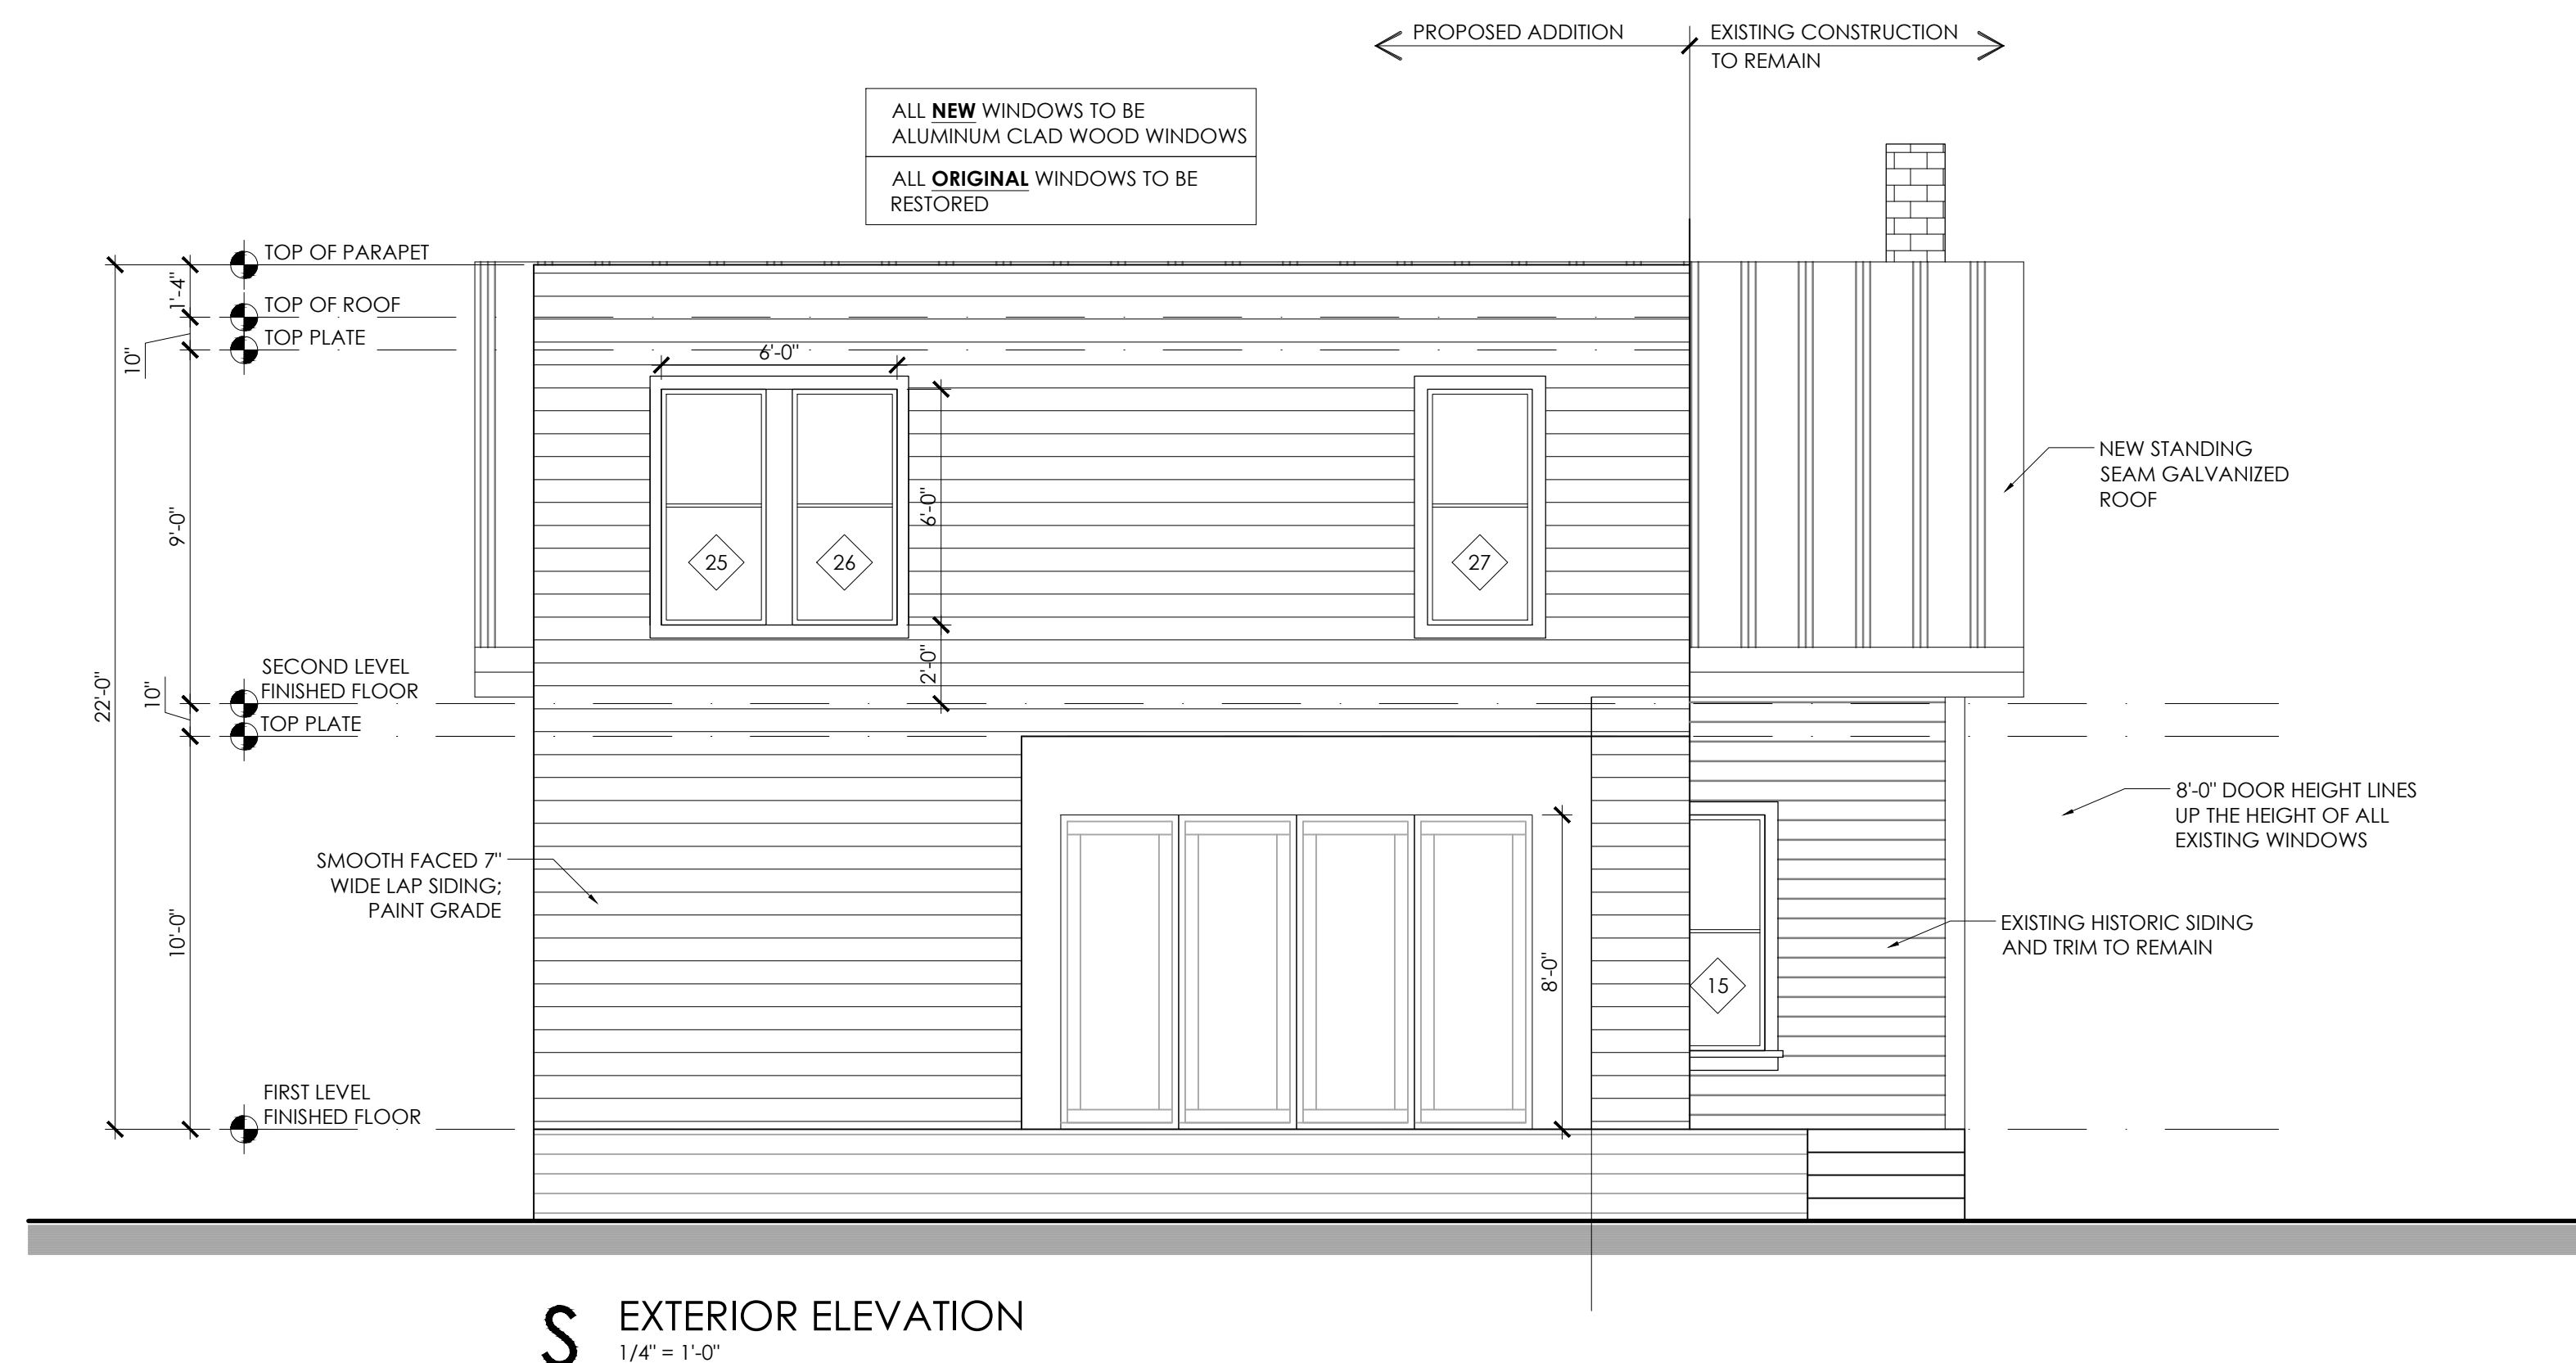 PROPOSED ADDITION
EXISTING CONSTRUCTION
TO REMAIN
ALL NEW WINDOWS TO BE
ALUMINUM CLAD WOOD WINDOWS
ALL ORIGINAL WINDOWS TO BE
RESTORED
TOP OF PARAPET
1'-4"
TOP OF ROOF
TOP PLATE
10"
6'-0"
NEW STANDING
SEAM GALVANIZED
ROOF
9'-0"
6'-0"
25
26
27
SECOND LEVEL
FINISHED FLOOR
2'-0"
22'-0"
10"
TOP PLATE
8'-0" DOOR HEIGHT LINES
UP THE HEIGHT OF ALL
EXISTING WINDOWS
SMOOTH FACED 7"
WIDE LAP SIDING;
PAINT GRADE
10'-0"
EXISTING HISTORIC SIDING
AND TRIM TO REMAIN
8'-0"
15
FIRST LEVEL
FINISHED FLOOR
S
EXTERIOR ELEVATION
1/4" = 1'-0"